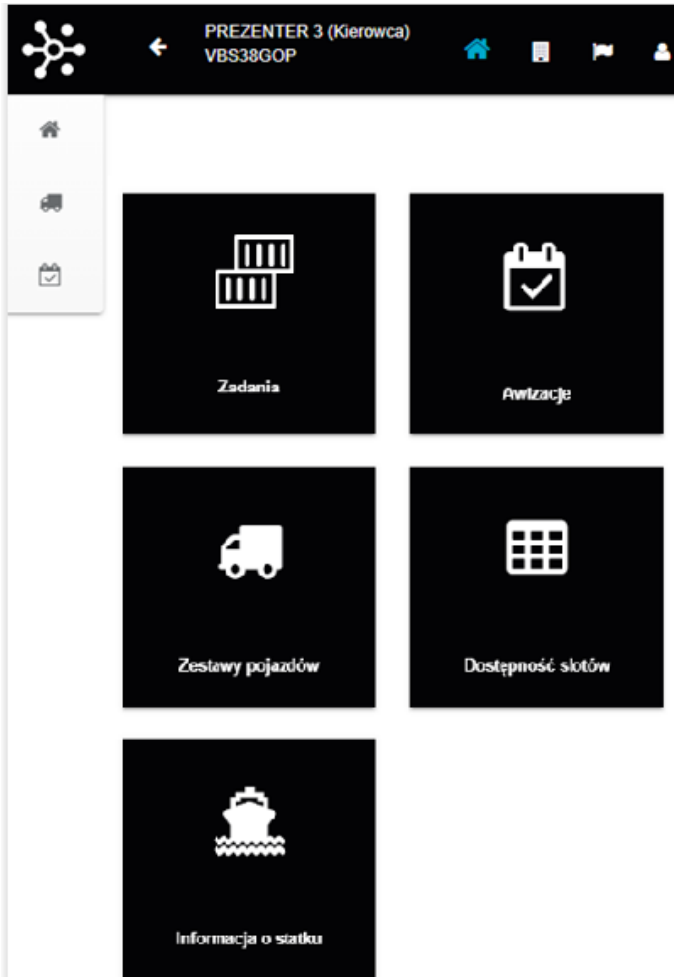 PREZENTER 3 (Kierowca)
VBS38GOP
Zadania
Awizacje
Zestawy pojazdów
Dostępność slotów
Informacja o statku